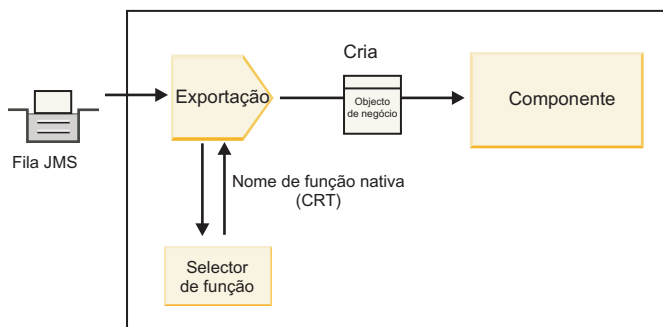 Cria
Exportação
Objecto
de negócio
Componente
Fila JMS
Nome de função nativa
(CRT)
Selector
de função